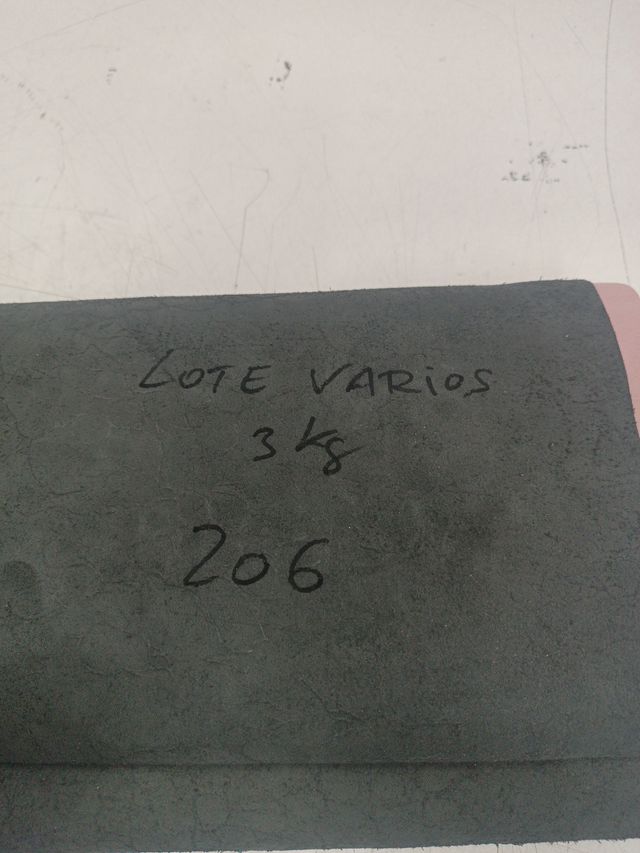 LOTE VARIOS
3 kg
206